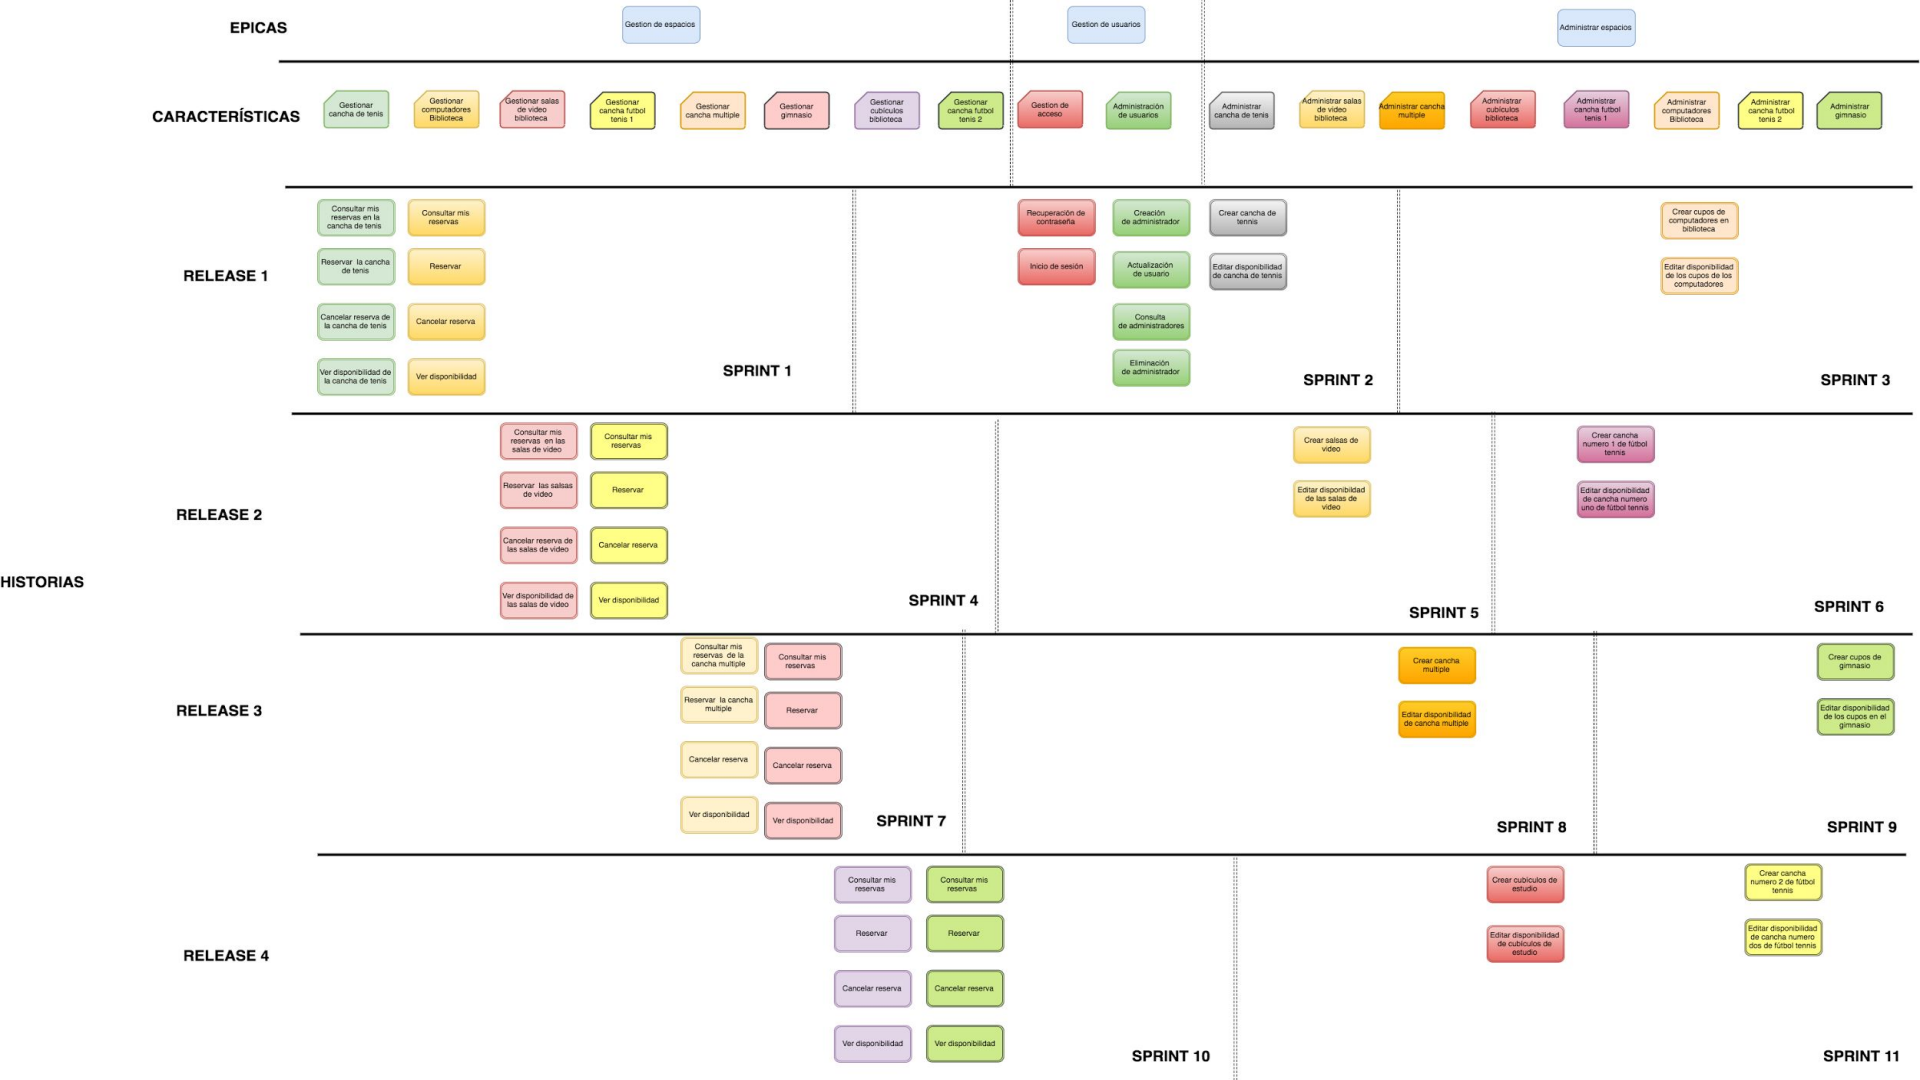 EPICAS
Gestion de espacios
Gestion de usuarios
Administrar espacios
CARACTERÍSTICAS
Gestionar
cancha de tenis
Gestionar
computadores
Biblioteca
Gestionar salas
de video
biblioteca
Gestionar
cancha futbol
tenis 1
Gestionar
cancha multiple
Gestionar
gimnasio
Gestionar
cubículos
biblioteca
Gestionar
cancha futbol
tenis 2
Gestion de
acceso
Administración
de usuarios
Administrar
cancha de tenis
Administrar salas
de video
biblioteca
Administrar cancha
multiple
Administrar
cubículos
biblioteca
Administrar
cancha futbol
tenis 1
Administrar
computadores
Biblioteca
Administrar
cancha futbol
tenis 2
Administrar
gimnasio
HISTORIAS
RELEASE 1
Consultar mis
reservas en la
cancha de tenis
Reservar la cancha
de tenis
Cancelar reserva de
la cancha de tenis
Ver disponibilidad de
la cancha de tenis
Consultar mis
reservas
Reservar
Cancelar reserva
Ver disponibilidad
SPRINT 1
Recuperación de
contraseña
Inicio de sesión
Creación
de administrador
Actualización
de usuario
Consulta
de administradores
Eliminación
de administrador
Crear cancha de
tennis
Editar disponibilidad
de cancha de tennis
SPRINT 2
Crear cupos de
computadores en
biblioteca
Editar disponibilidad
de los cupos de los
computadores
SPRINT 3
RELEASE 2
Consultar mis
reservas en las
salas de video
Reservar las salsas
de video
Cancelar reserva de
las salas de video
Ver disponibilidad de
las salas de video
Consultar mis
reservas
Reservar
Cancelar reserva
Ver disponibilidad
SPRINT 4
Crear salsas de
video
Editar disponibildad
de las salas de
video
SPRINT 5
Crear cancha
numero 1 de fútbol
tennis
Editar disponibilidad
de cancha numero
uno de fútbol tennis
SPRINT 6
RELEASE 3
Consultar mis
reservas de la
cancha multiple
Reservar la cancha
multiple
Cancelar reserva
Ver disponibilidad
Consultar mis
reservas
Reservar
Cancelar reserva
Ver disponibilidad
SPRINT 7
Crear cancha
multiple
Editar disponibilidad
de cancha multiple
SPRINT 8
Crear cupos de
gimnasio
Editar disponibilidad
de los cupos en el
gimnasio
SPRINT 9
RELEASE 4
Consultar mis
reservas
Reservar
Cancelar reserva
Ver disponibilidad
Consultar mis
reservas
Reservar
Cancelar reserva
Ver disponibilidad
SPRINT 10
Crear cubículos de
estudio
Editar disponibilidad
de cubículos de
estudio
Crear cancha
numero 2 de fútbol
tennis
Editar disponibilidad
de cancha numero
dos de fútbol tennis
SPRINT 11